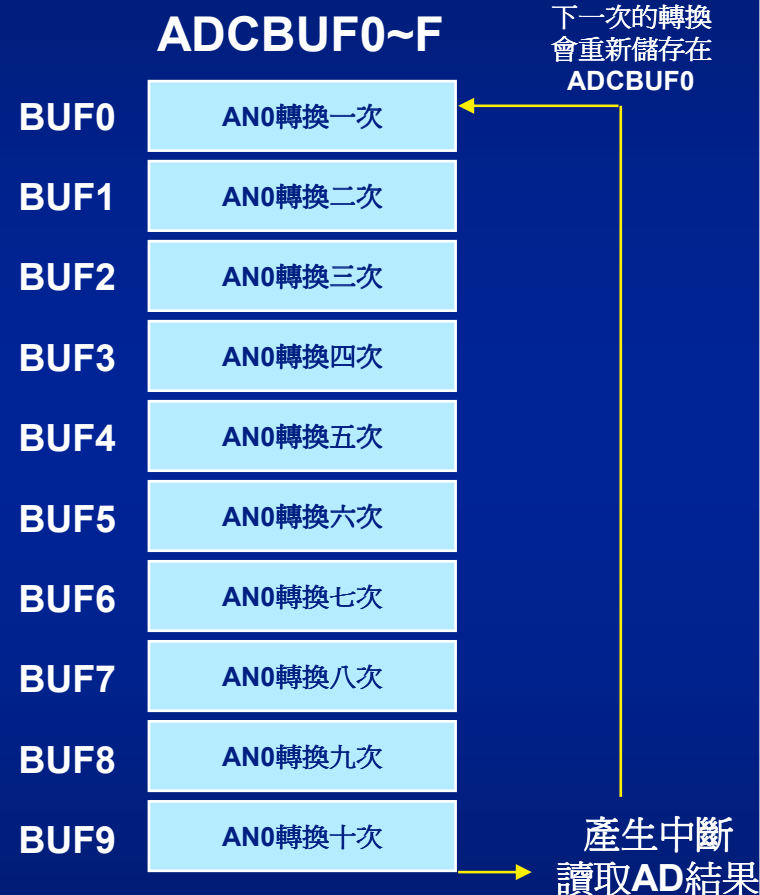 ADCBUF0~F
下一次的轉換
會重新儲存在
ADCBUF0
BUF0
AN0轉換一次
BUF1
AN0轉換二次
BUF2
AN0轉換三次
BUF3
AN0轉換四次
BUF4
AN0轉換五次
BUF5
AN0轉換六次
BUF6
AN0轉換七次
BUF7
AN0轉換八次
BUF8
AN0轉換九次
BUF9
AN0轉換十次
產生中斷
讀取AD結果